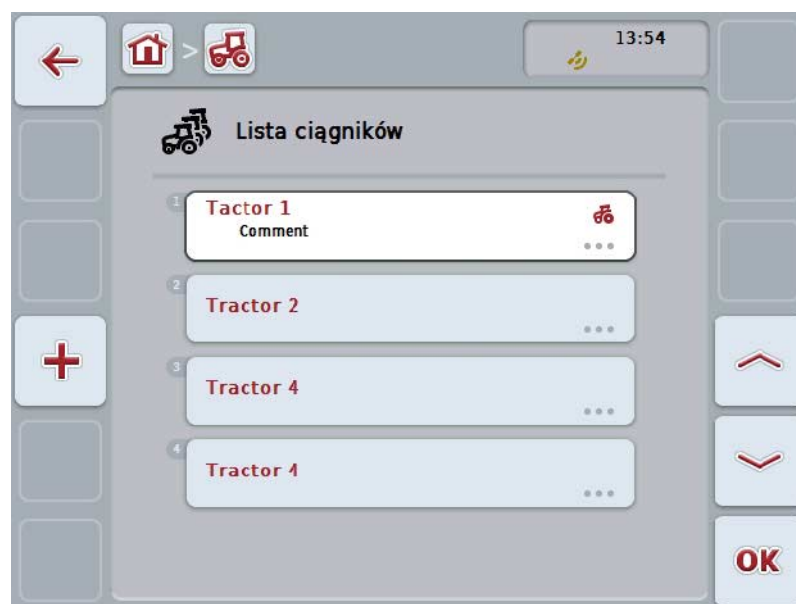 13:54
Lista ciągników
1
Tactor 1
Comment
2
Tractor 2
3
Tractor 4
4
Tractor 4
OK